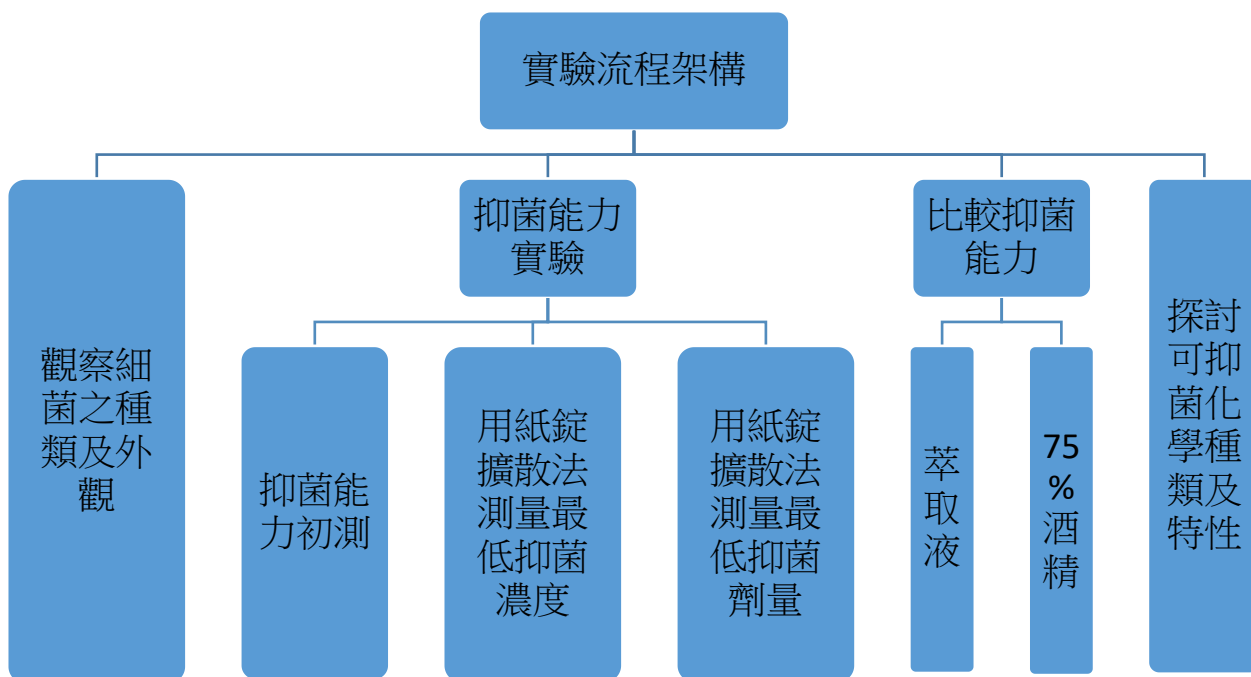 實驗流程架構
抑菌能力
實驗
比較抑菌
能力
觀察細
菌之種
類及外
觀
抑菌能
力初測
用紙錠
擴散法
測量最
低抑菌
濃度
用紙錠
擴散法
測量最
低抑菌
劑量
萃
取
液
75
%
酒
精
探討
可抑
菌化
學種
類及
特性